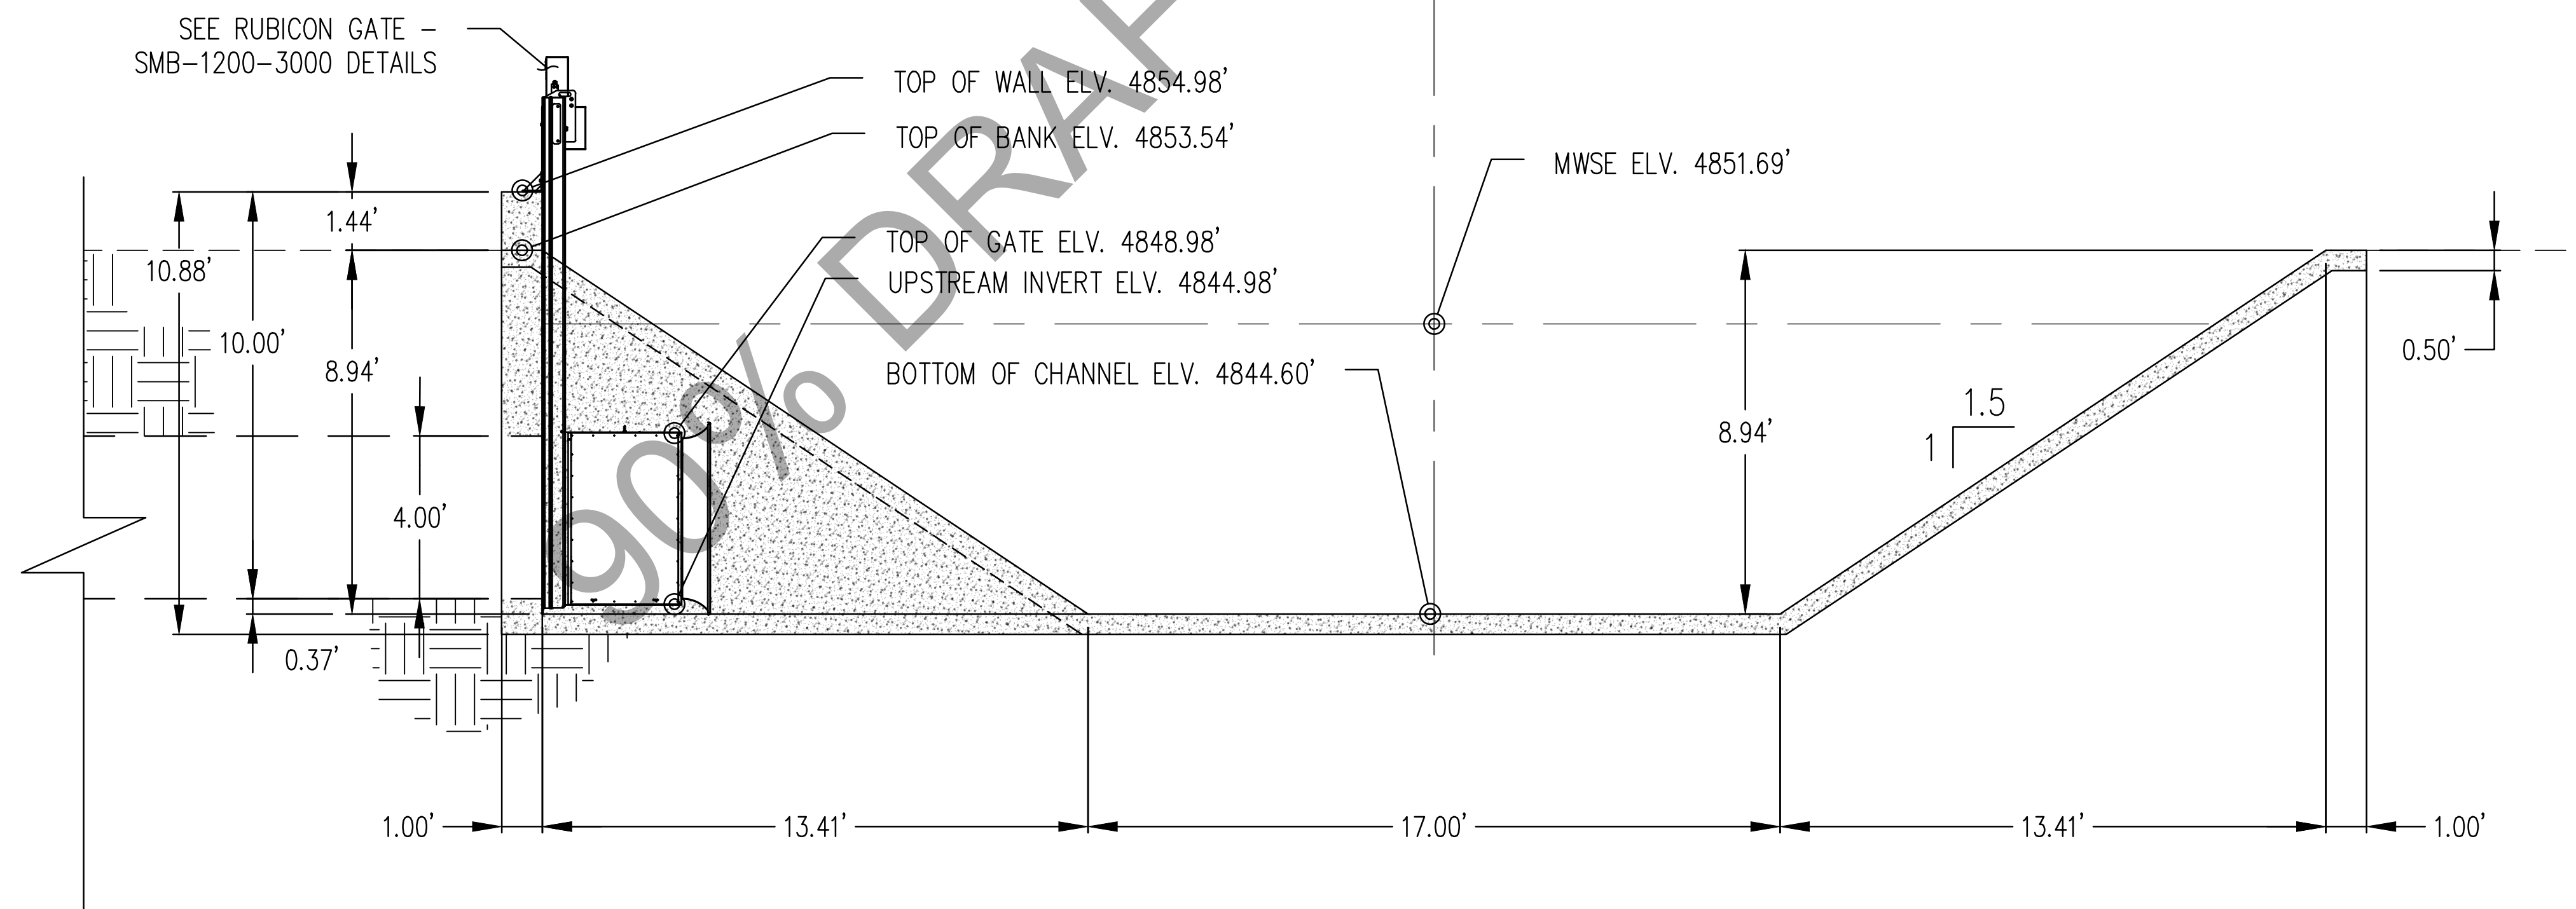 SEE RUBICON GATE –
SMB–1200–3000 DETAILS
TOP OF WALL ELV. 4854.98'
TOP OF BANK ELV. 4853.54'
MWSE ELV. 4851.69'
TOP OF GATE ELV. 4848.98'
UPSTREAM INVERT ELV. 4844.98'
BOTTOM OF CHANNEL ELV. 4844.60'
1.44'
10.88'
10.00'
8.94'
4.00'
0.37'
8.94'
1.5
1
0.50'
1.00'
13.41'
17.00'
13.41'
1.00'
90% DRAF